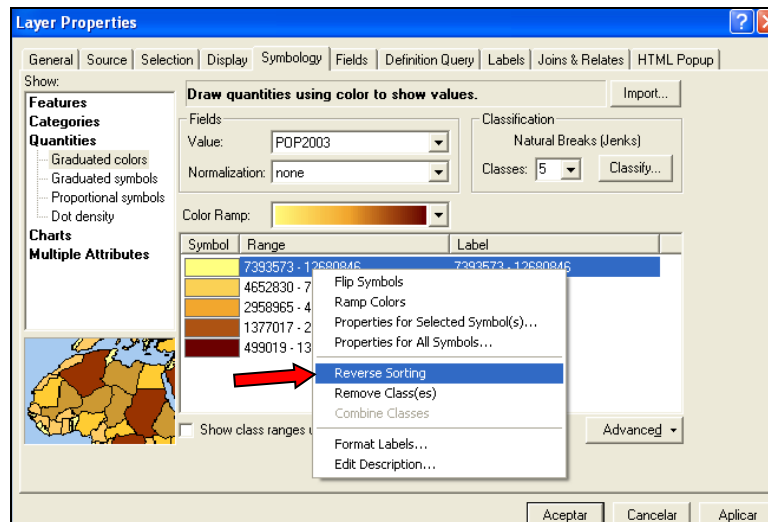 Layer Properties
General Source Selection Display Symbology Fields Definition Query Labels Joins & Relates HTML Popup
Show:
Features
Categories
Quantities
Graduated colors
Graduated symbols
Proportional symbols
Dot density
Charts
Multiple Attributes
Draw quantities using color to show values.
Import...
Fields
Value: POP2003
Normalization: none
Classification
Natural Breaks (Jenks)
Classes: 5 Classify...
Color Ramp:
Symbol Range Label
7393573 - 12680846 7393573 - 12680846
4652830 - 7
2958965 - 4
1377017 - 2
499019 - 13
Flip Symbols
Ramp Colors
Properties for Selected Symbol(s)...
Properties for All Symbols...
Reverse Sorting
Remove Class(es)
Combine Classes
Format Labels...
Edit Description...
Show class ranges
Advanced
Aceptar Cancelar Aplicar